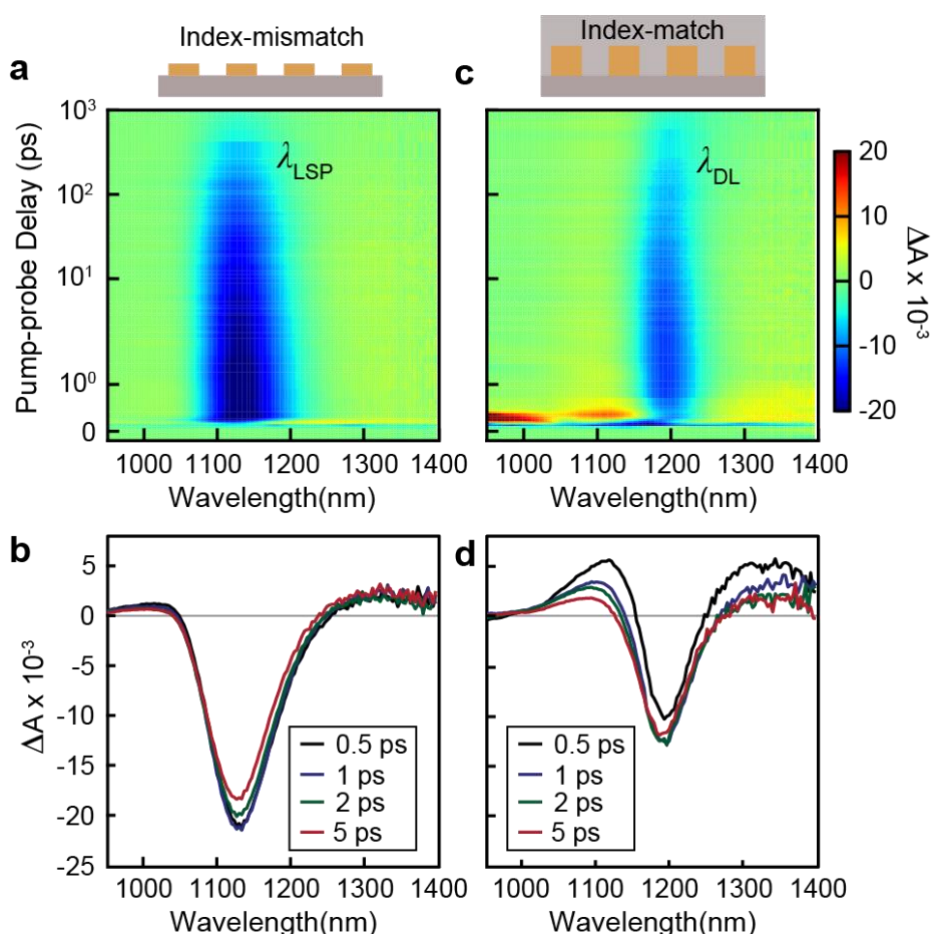 Index-mismatch
a
Pump-probe Delay (ps)
10³
10²
10¹
10⁰
0
λLSP
1000 1100 1200 1300 1400
Wavelength(nm)
Index-match
c
λDL
1000 1100 1200 1300 1400
Wavelength(nm)
20
10
0
-10
-20
ΔA x 10⁻³
b
ΔA x 10⁻³
5
0
-5
-10
-15
-20
-25
0.5 ps
1 ps
2 ps
5 ps
1000 1100 1200 1300 1400
Wavelength(nm)
d
0.5 ps
1 ps
2 ps
5 ps
1000 1100 1200 1300 1400
Wavelength(nm)